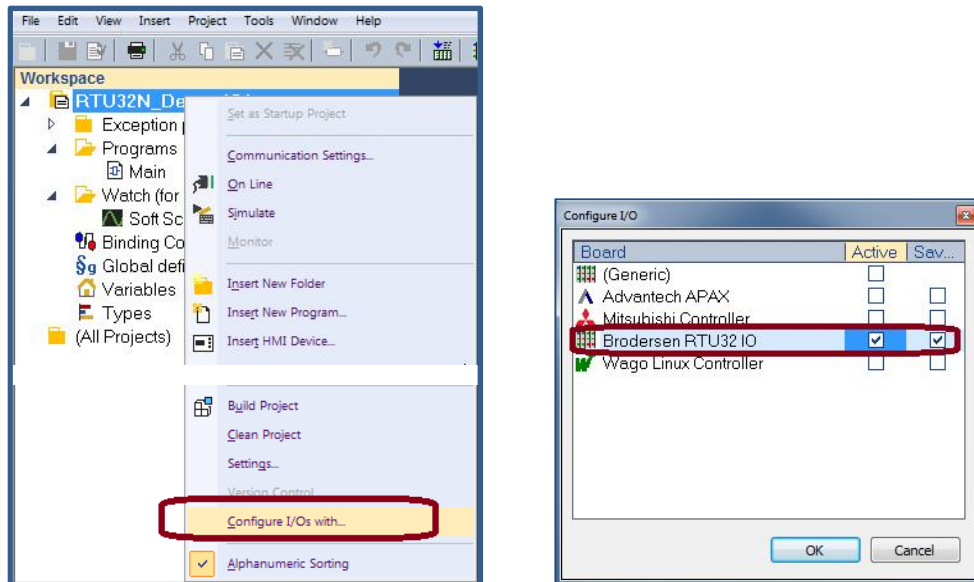 File Edit View Insert Project Tools Window Help
Workspace
RTU32N_De
Exception
Programs
Main
Watch (for
Soft Sc
Binding Co
Global defi
Variables
Types
(All Projects)
Set as Startup Project
Communication Settings...
On Line
Simulate
Monitor
Insert New Folder
Insert New Program...
Insert HMI Device...
Build Project
Clean Project
Settings...
Version Control
Configure I/Os with...
Alphanumeric Sorting
Configure I/O
Board Active Sav...
(Generic)
Advantech APAX
Mitsubishi Controller
Brodersen RTU32 IO
Wago Linux Controller
OK Cancel